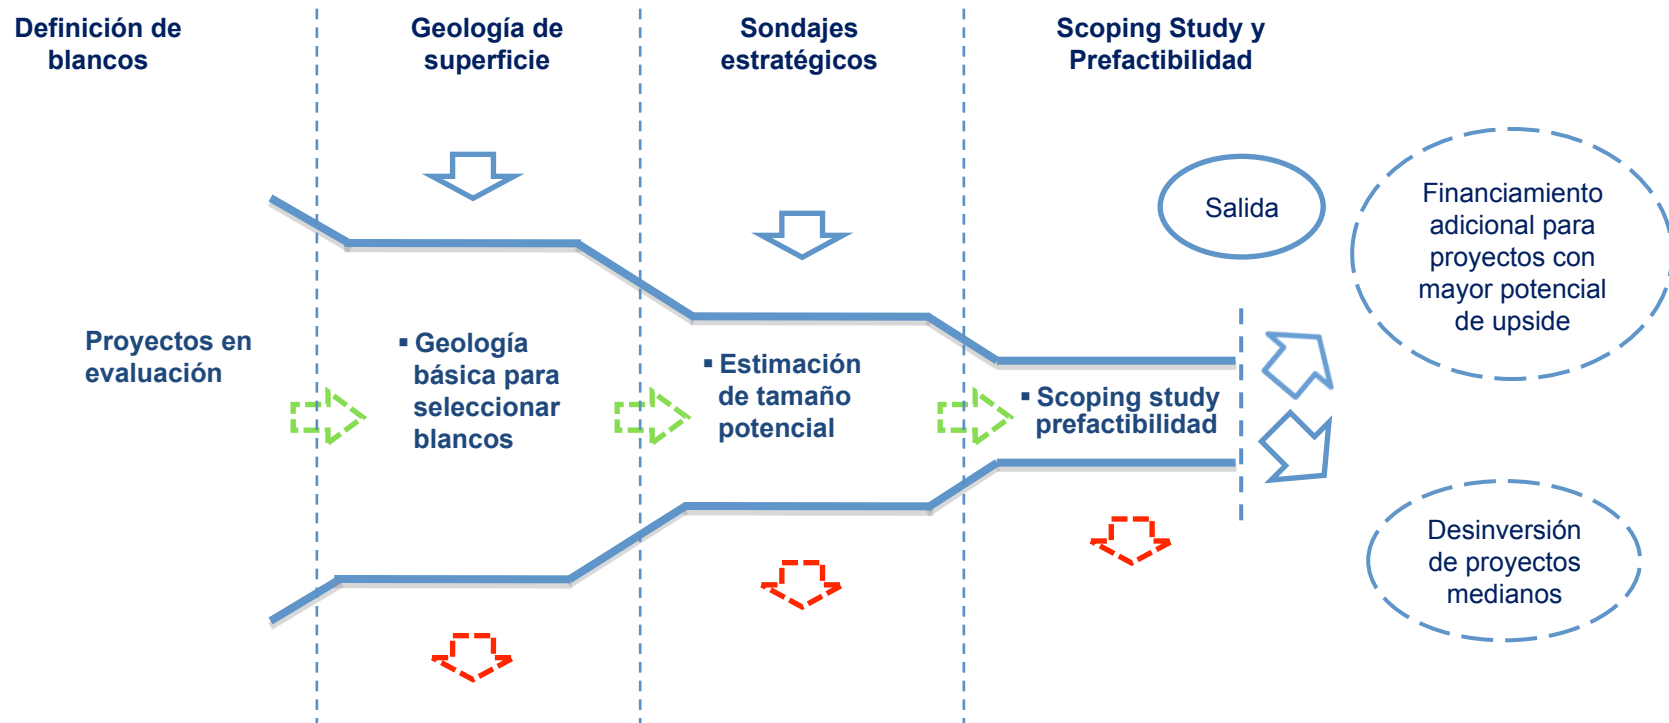 Definición de
blancos
Geología de
superficie
Sondajes
estratégicos
Scoping Study y
Prefactibilidad
Proyectos en
evaluación
▪ Geología
básica para
seleccionar
blancos
▪ Estimación
de tamaño
potencial
▪ Scoping study
prefactibilidad
Salida
Financiamiento
adicional para
proyectos con
mayor potencial
de upside
Desinversión
de proyectos
medianos